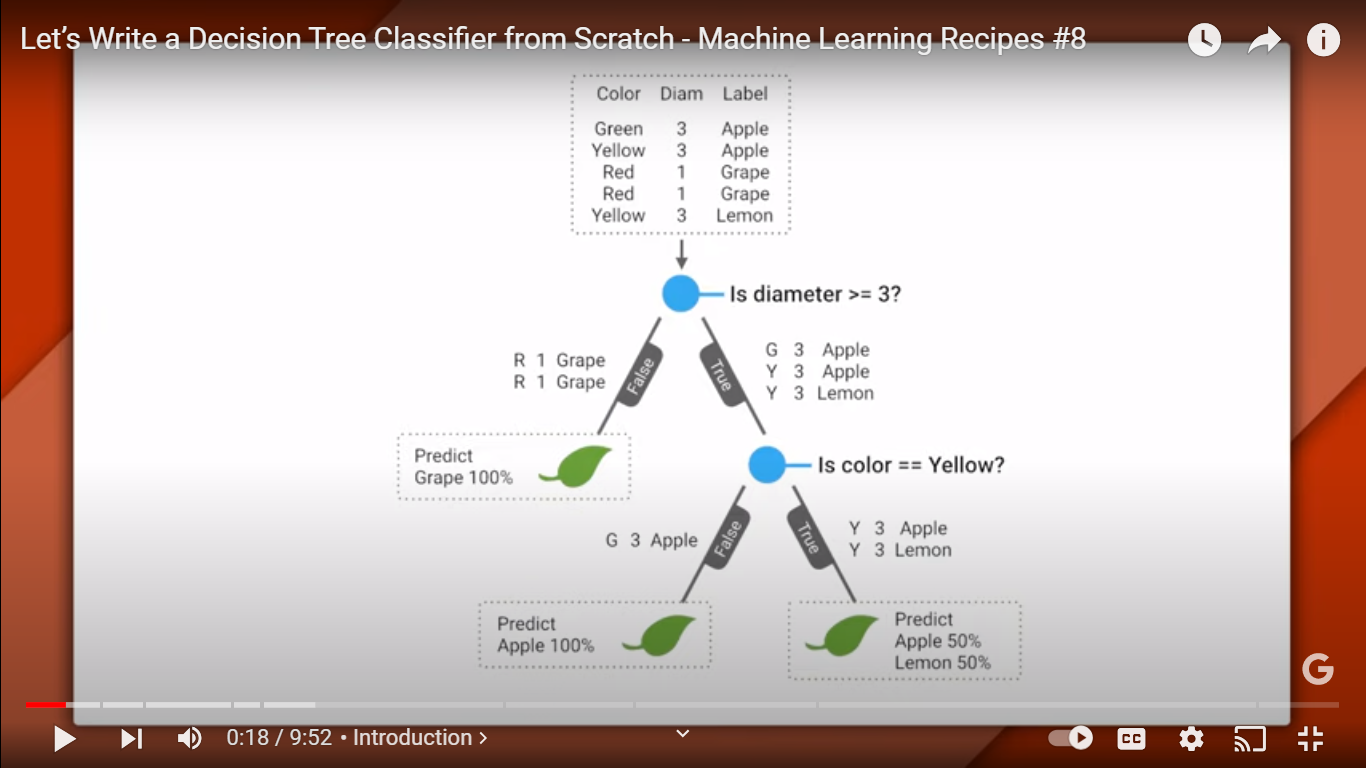 Let's Write a Decision Tree Classifier from Scratch - Machine Learning Recipes #8
Color Diam Label
Green 3 Apple
Yellow 3 Apple
Red 1 Grape
Red 1 Grape
Yellow 3 Lemon
Is diameter >= 3?
R 1 Grape
R 1 Grape
False
True
G 3 Apple
Y 3 Apple
Y 3 Lemon
Predict
Grape 100%
Is color == Yellow?
G 3 Apple
False
True
Y 3 Apple
Y 3 Lemon
Predict
Apple 100%
Predict
Apple 50%
Lemon 50%
G
0:18 / 9:52 • Introduction >
CC